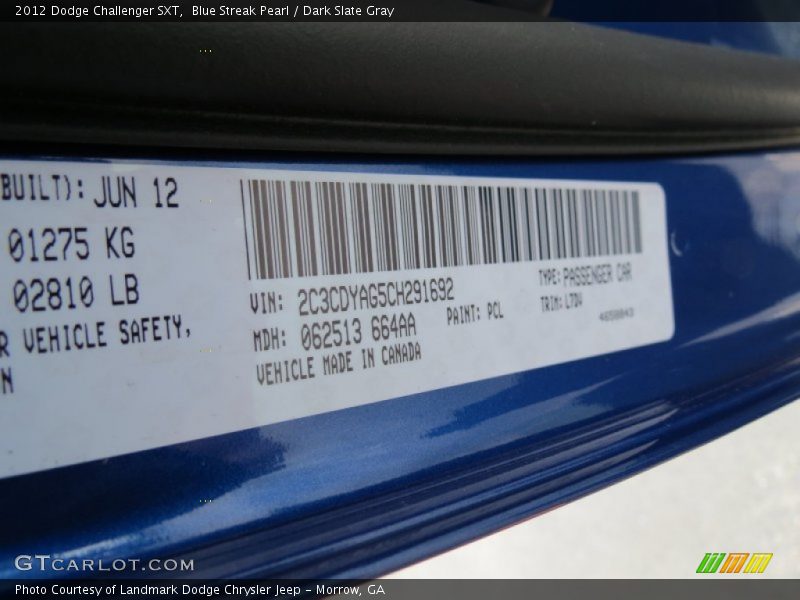 2012 Dodge Challenger SXT,  Blue Streak Pearl / Dark Slate Gray
BUILT): JUN 12
01275 KG
02810 LB
R VEHICLE SAFETY,
N
VIN: 2C3CDYAG5CH291692
MDH: 062513 664AA
PAINT: PCL
VEHICLE MADE IN CANADA
TYPE: PASSENGER CAR
TRIM: L7DV
GTCARLOT.COM
Photo Courtesy of Landmark Dodge Chrysler Jeep - Morrow, GA